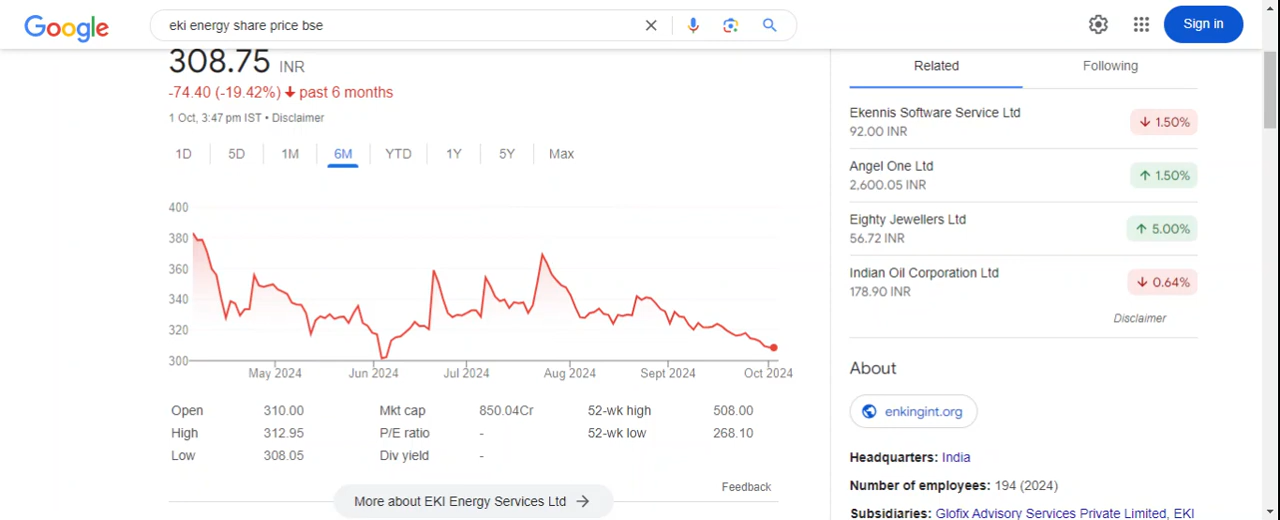 Google
eki energy share price bse
Sign in
308.75 INR
-74.40 (-19.42%) ↓ past 6 months
1 Oct, 3:47 pm IST • Disclaimer
1D 5D 1M 6M YTD 1Y 5Y Max
400
380
360
340
320
300
May 2024 Jun 2024 Jul 2024 Aug 2024 Sept 2024 Oct 2024
Open 310.00 Mkt cap 850.04Cr 52-wk high 508.00
High 312.95 P/E ratio - 52-wk low 268.10
Low 308.05 Div yield -
Feedback
More about EKI Energy Services Ltd →
Related Following
Ekennis Software Service Ltd
92.00 INR
↓ 1.50%
Angel One Ltd
2,600.05 INR
↑ 1.50%
Eighty Jewellers Ltd
56.72 INR
↑ 5.00%
Indian Oil Corporation Ltd
178.90 INR
↓ 0.64%
Disclaimer
About
enkingint.org
Headquarters: India
Number of employees: 194 (2024)
Subsidiaries: Glofix Advisory Services Private Limited, EKI